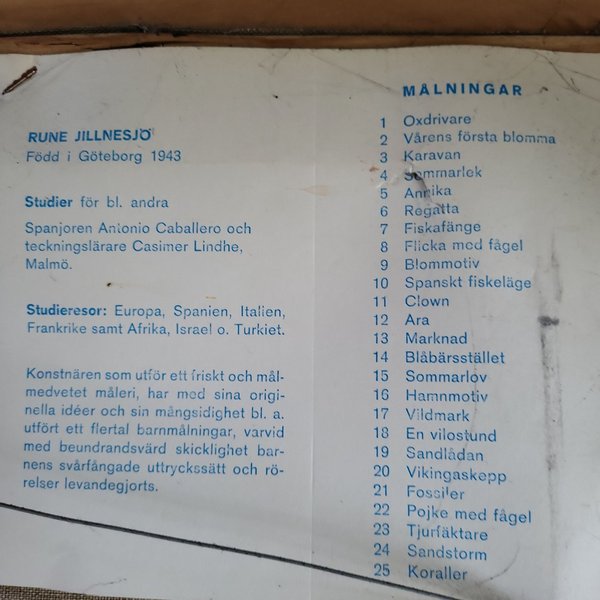 RUNE JILLNESJÖ
Född i Göteborg 1943
Studier för bl. andra
Spanjoren Antonio Caballero och
teckningslärare Casimer Lindhe,
Malmö.
Studieresor: Europa, Spanien, Italien,
Frankrike samt Afrika, Israel o. Turkiet.
Konstnären som utför ett friskt och mål-
medvetet måleri, har med sina origi-
nella idéer och sin mångsidighet bl. a.
utfört ett flertal barnmålningar, varvid
med beundrandsvärd skicklighet bar-
nens svårfångade uttryckssätt och rö-
relser levandegjorts.
MÅLNINGAR
1 Oxdrivare
2 Vårens första blomma
3 Karavan
4 Sommarlek
5 Annika
6 Regatta
7 Fiskafänge
8 Flicka med fågel
9 Blommotiv
10 Spanskt fiskeläge
11 Clown
12 Ara
13 Marknad
14 Blåbärsstället
15 Sommarlov
16 Hamnmotiv
17 Vildmark
18 En vilostund
19 Sandlådan
20 Vikingaskepp
21 Fossiler
22 Pojke med fågel
23 Tjurfäktare
24 Sandstorm
25 Koraller